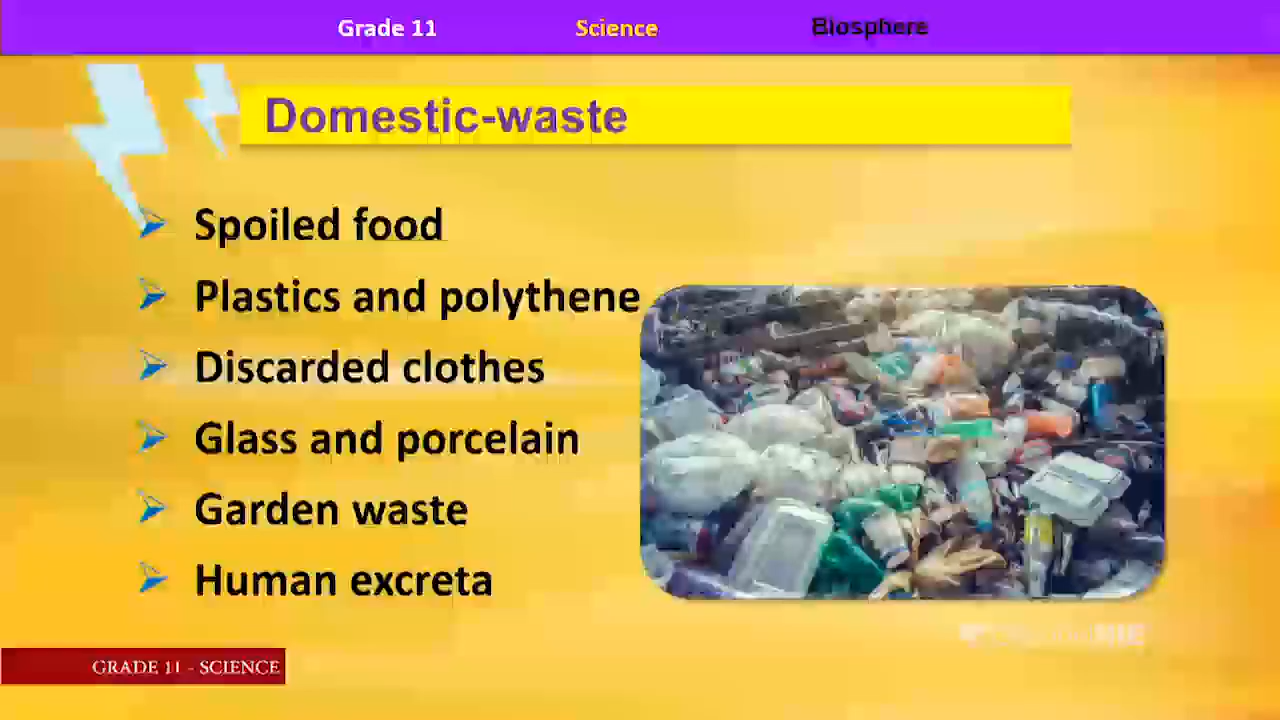 Grade 11 Science Biosphere
Domestic-waste
Spoiled food
Plastics and polythene
Discarded clothes
Glass and porcelain
Garden waste
Human excreta
GRADE 11 - SCIENCE